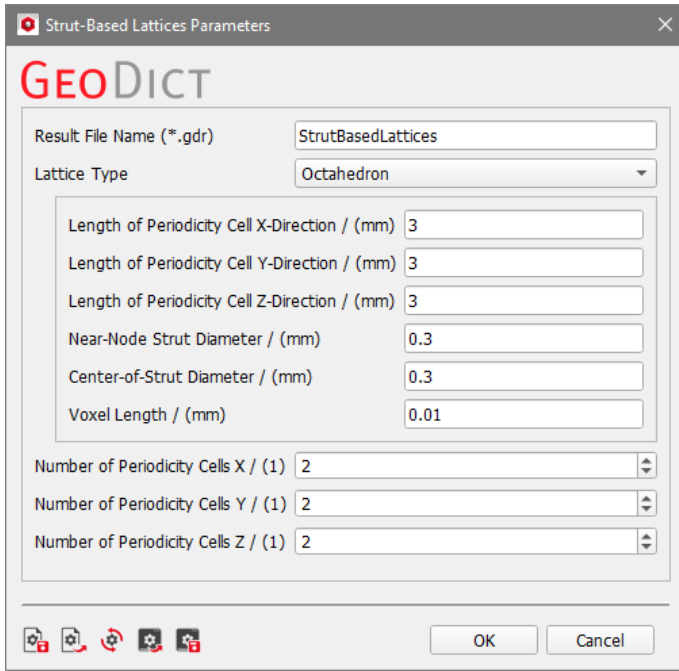 Strut-Based Lattices Parameters
GEODICT
Result File Name (*.gdr) StrutBasedLattices
Lattice Type Octahedron
Length of Periodicity Cell X-Direction / (mm) 3
Length of Periodicity Cell Y-Direction / (mm) 3
Length of Periodicity Cell Z-Direction / (mm) 3
Near-Node Strut Diameter / (mm) 0.3
Center-of-Strut Diameter / (mm) 0.3
Voxel Length / (mm) 0.01
Number of Periodicity Cells X / (1) 2
Number of Periodicity Cells Y / (1) 2
Number of Periodicity Cells Z / (1) 2
OK Cancel